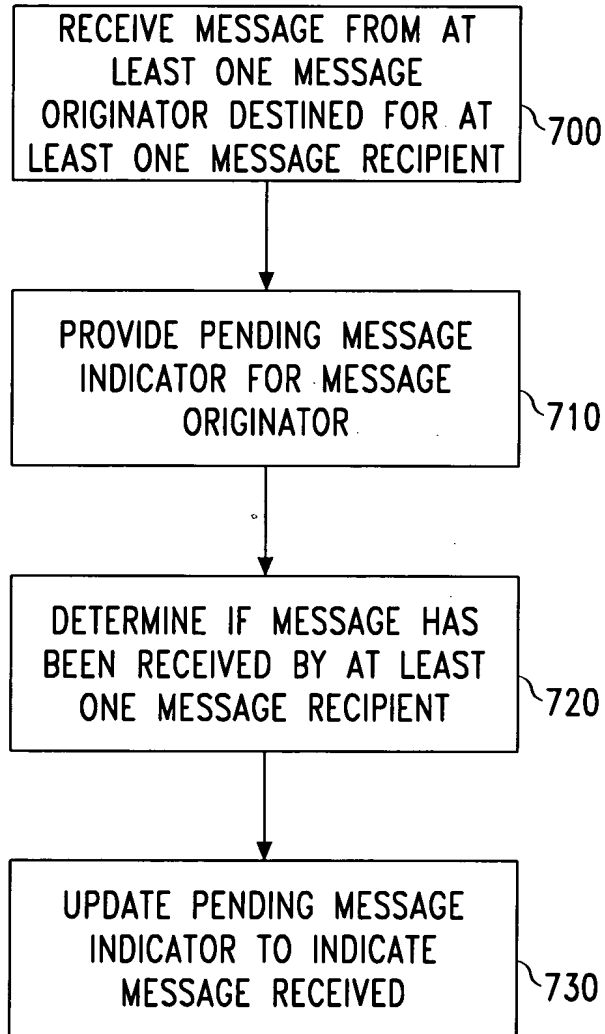 RECEIVE MESSAGE FROM AT
LEAST ONE MESSAGE
ORIGINATOR DESTINED FOR AT
LEAST ONE MESSAGE RECIPIENT
700
PROVIDE PENDING MESSAGE
INDICATOR FOR MESSAGE
ORIGINATOR
710
DETERMINE IF MESSAGE HAS
BEEN RECEIVED BY AT LEAST
ONE MESSAGE RECIPIENT
720
UPDATE PENDING MESSAGE
INDICATOR TO INDICATE
MESSAGE RECEIVED
730